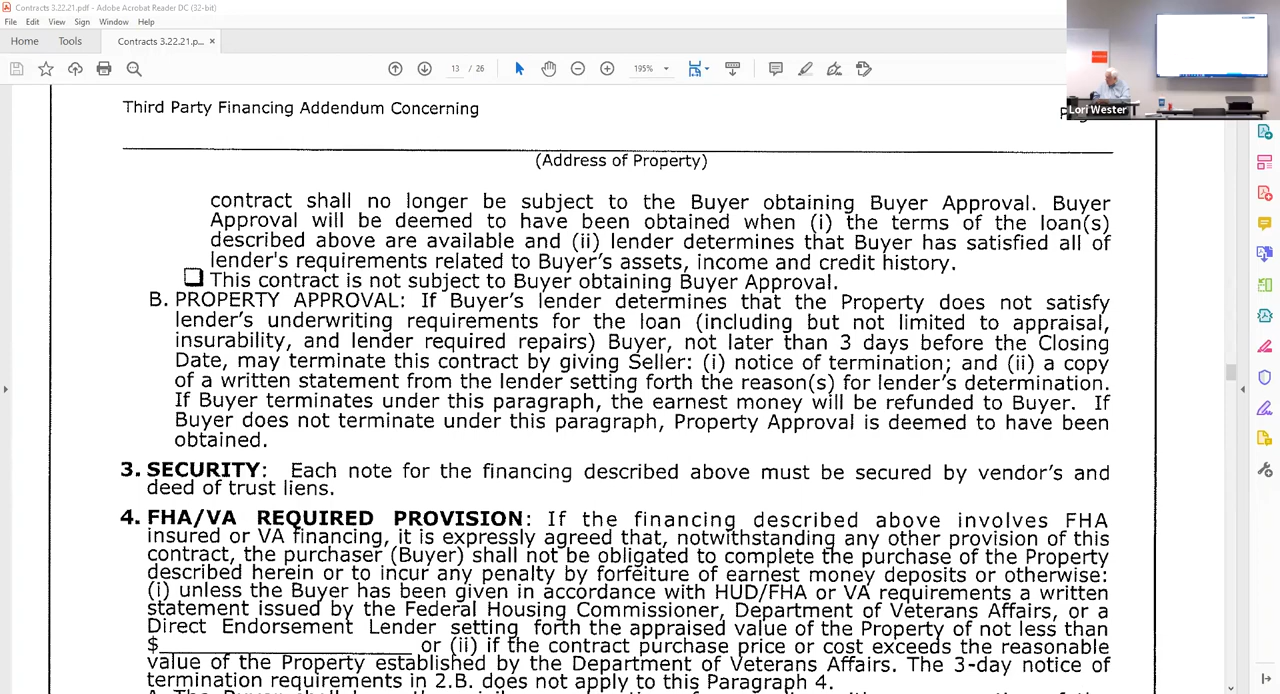 Contracts 3.22.21.pdf - Adobe Acrobat Reader DC (32-bit)
File Edit View Sign Window Help
Home Tools Contracts 3.22.21.p... ×
13 / 26 195%
Lori Wester
Third Party Financing Addendum Concerning
(Address of Property)
contract shall no longer be subject to the Buyer obtaining Buyer Approval. Buyer
Approval will be deemed to have been obtained when (i) the terms of the loan(s)
described above are available and (ii) lender determines that Buyer has satisfied all of
lender's requirements related to Buyer's assets, income and credit history.
This contract is not subject to Buyer obtaining Buyer Approval.
B. PROPERTY APPROVAL: If Buyer's lender determines that the Property does not satisfy
lender's underwriting requirements for the loan (including but not limited to appraisal,
insurability, and lender required repairs) Buyer, not later than 3 days before the Closing
Date, may terminate this contract by giving Seller: (i) notice of termination; and (ii) a copy
of a written statement from the lender setting forth the reason(s) for lender's determination.
If Buyer terminates under this paragraph, the earnest money will be refunded to Buyer. If
Buyer does not terminate under this paragraph, Property Approval is deemed to have been
obtained.
3. SECURITY: Each note for the financing described above must be secured by vendor's and
deed of trust liens.
4. FHA/VA REQUIRED PROVISION: If the financing described above involves FHA
insured or VA financing, it is expressly agreed that, notwithstanding any other provision of this
contract, the purchaser (Buyer) shall not be obligated to complete the purchase of the Property
described herein or to incur any penalty by forfeiture of earnest money deposits or otherwise:
(i) unless the Buyer has been given in accordance with HUD/FHA or VA requirements a written
statement issued by the Federal Housing Commissioner, Department of Veterans Affairs, or a
Direct Endorsement Lender setting forth the appraised value of the Property of not less than
$____________________ or (ii) if the contract purchase price or cost exceeds the reasonable
value of the Property established by the Department of Veterans Affairs. The 3-day notice of
termination requirements in 2.B. does not apply to this Paragraph 4.